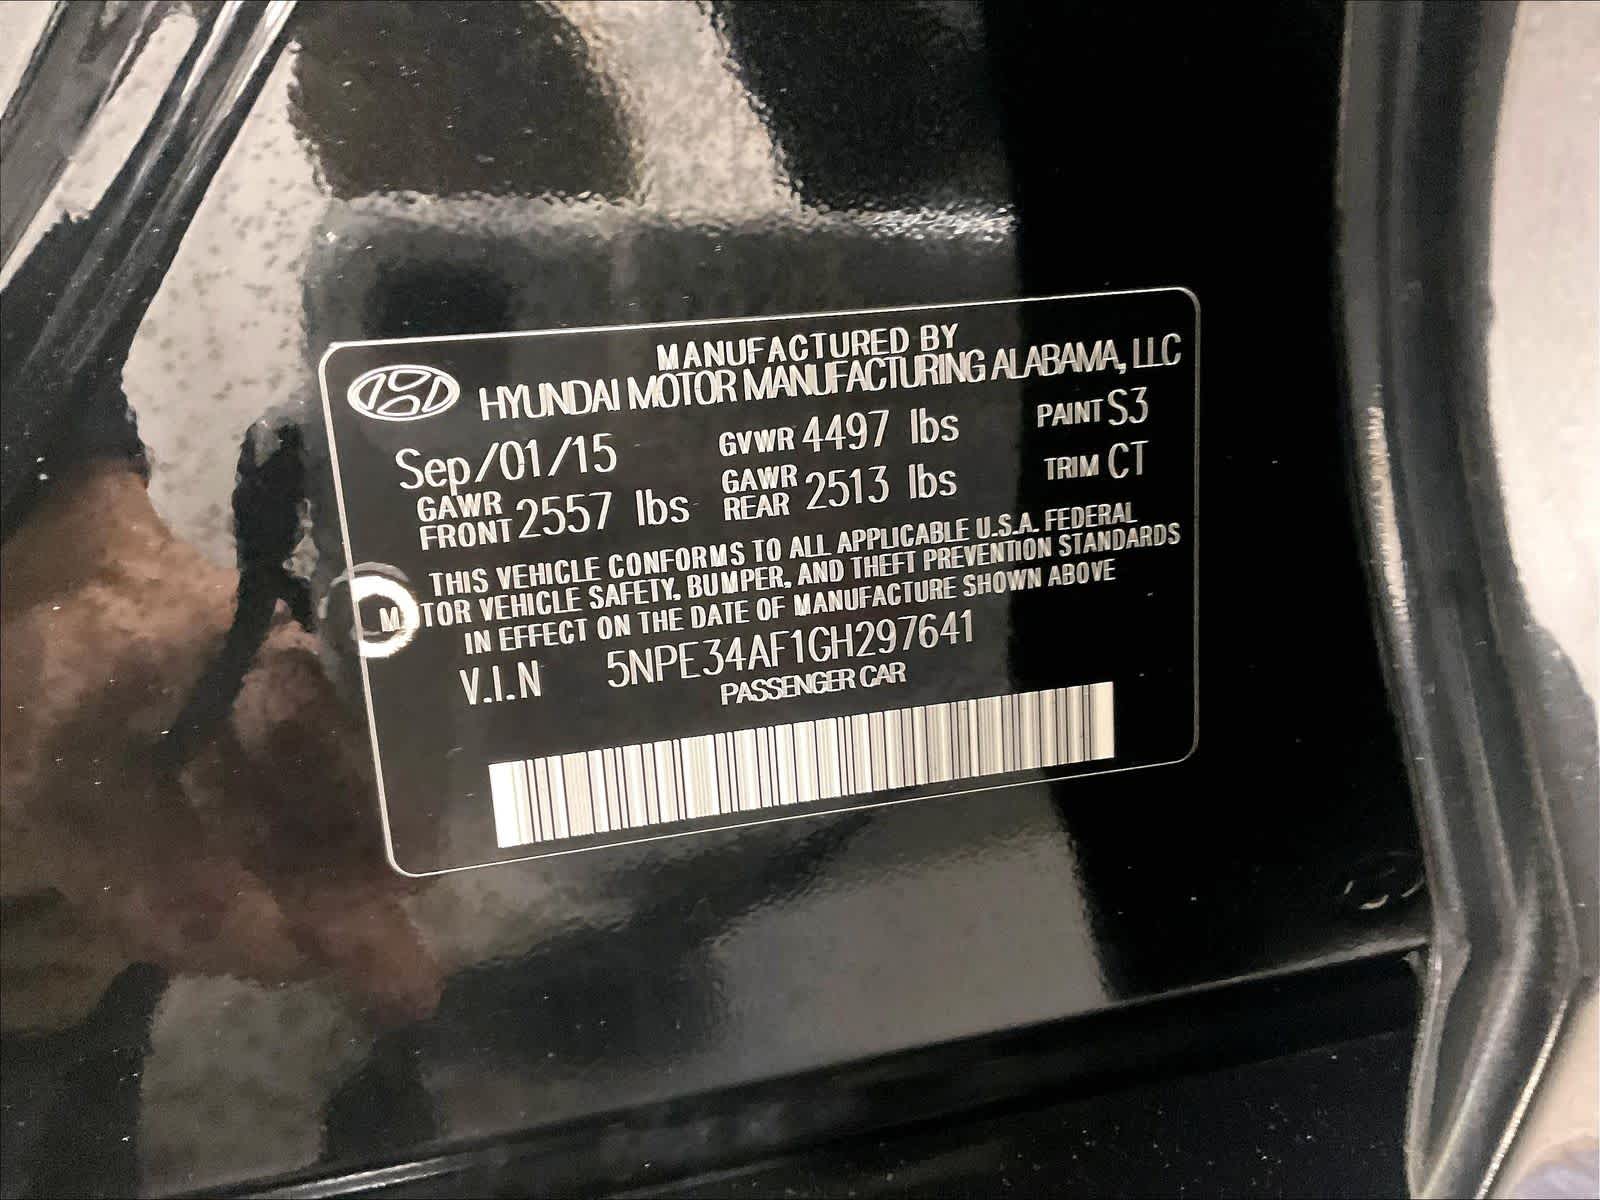 MANUFACTURED BY
HYUNDAI MOTOR MANUFACTURING ALABAMA, LLC
Sep/01/15 GVWR 4497 lbs PAINT S3
GAWR FRONT 2557 lbs GAWR REAR 2513 lbs TRIM CT
THIS VEHICLE CONFORMS TO ALL APPLICABLE U.S.A. FEDERAL
MOTOR VEHICLE SAFETY, BUMPER, AND THEFT PREVENTION STANDARDS
IN EFFECT ON THE DATE OF MANUFACTURE SHOWN ABOVE
V.I.N 5NPE34AF1GH297641
PASSENGER CAR